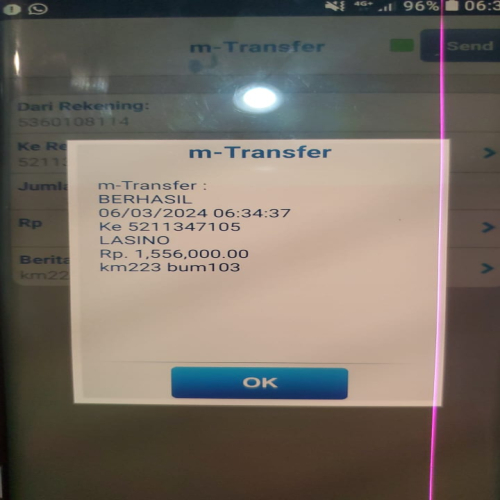 96% 06:3
m-Transfer
Send
Dari Rekening:
5360108114
Ke Re
5211
Jumla
Rp
Berita
km22
m-Transfer
m-Transfer :
BERHASIL
06/03/2024 06:34:37
Ke 5211347105
LASINO
Rp. 1,556,000.00
km223 bum103
OK